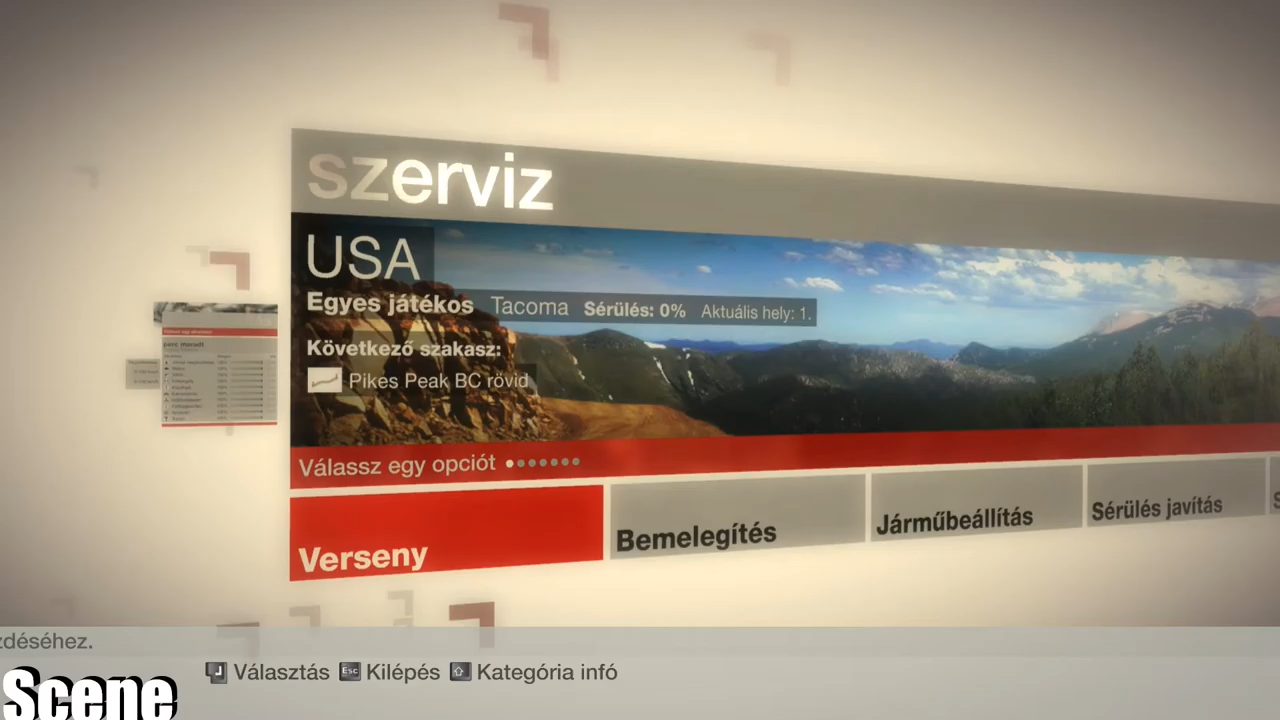 szerviz
USA
Egyes játékos Tacoma Sérülés: 0% Aktuális hely: 1.
Következő szakasz:
Pikes Peak BC rövid
Válassz egy opciót
Verseny
Bemelegítés
Járműbeállítás
Sérülés javítás
zdéséhez.
Esc
Választás Kilépés Kategória infó
Scene